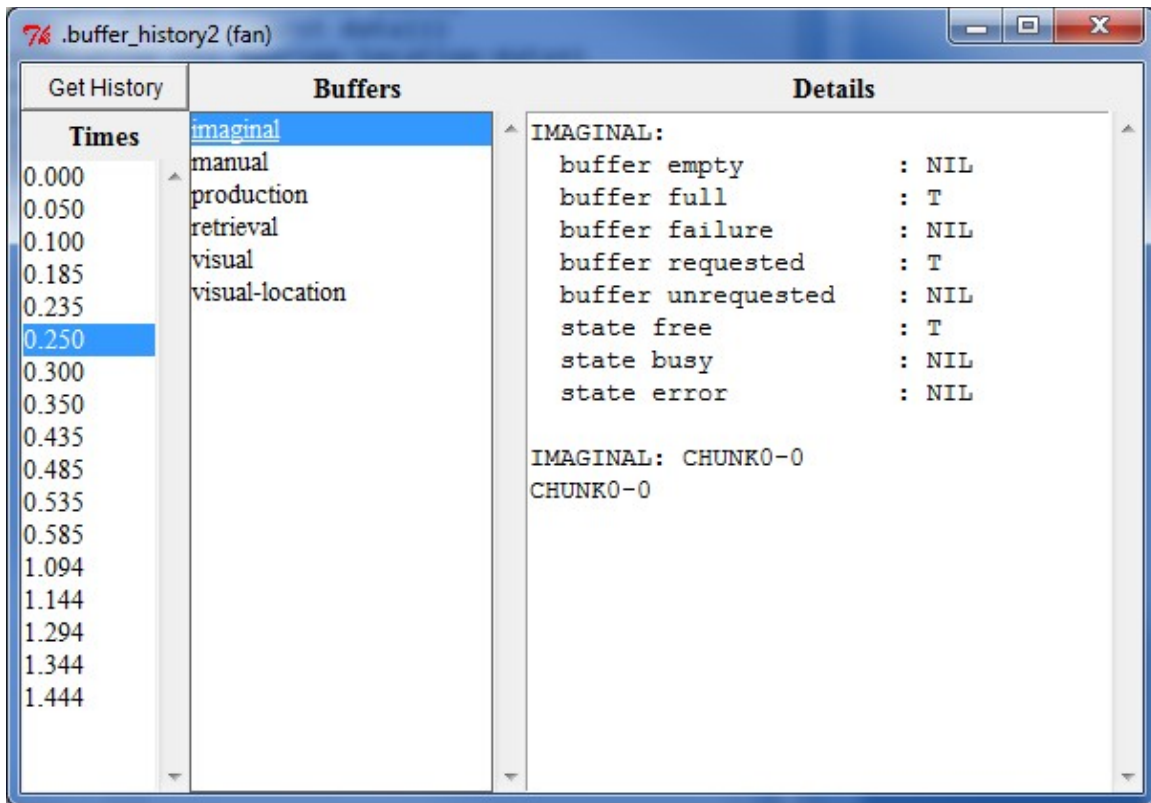 .buffer_history2 (fan)
Get History
Buffers
Details
Times
0.000
0.050
0.100
0.185
0.235
0.250
0.300
0.350
0.435
0.485
0.535
0.585
1.094
1.144
1.294
1.344
1.444
imaginal
manual
production
retrieval
visual
visual-location
IMAGINAL:
buffer empty : NIL
buffer full : T
buffer failure : NIL
buffer requested : T
buffer unrequested : NIL
state free : T
state busy : NIL
state error : NIL
IMAGINAL: CHUNK0-0
CHUNK0-0